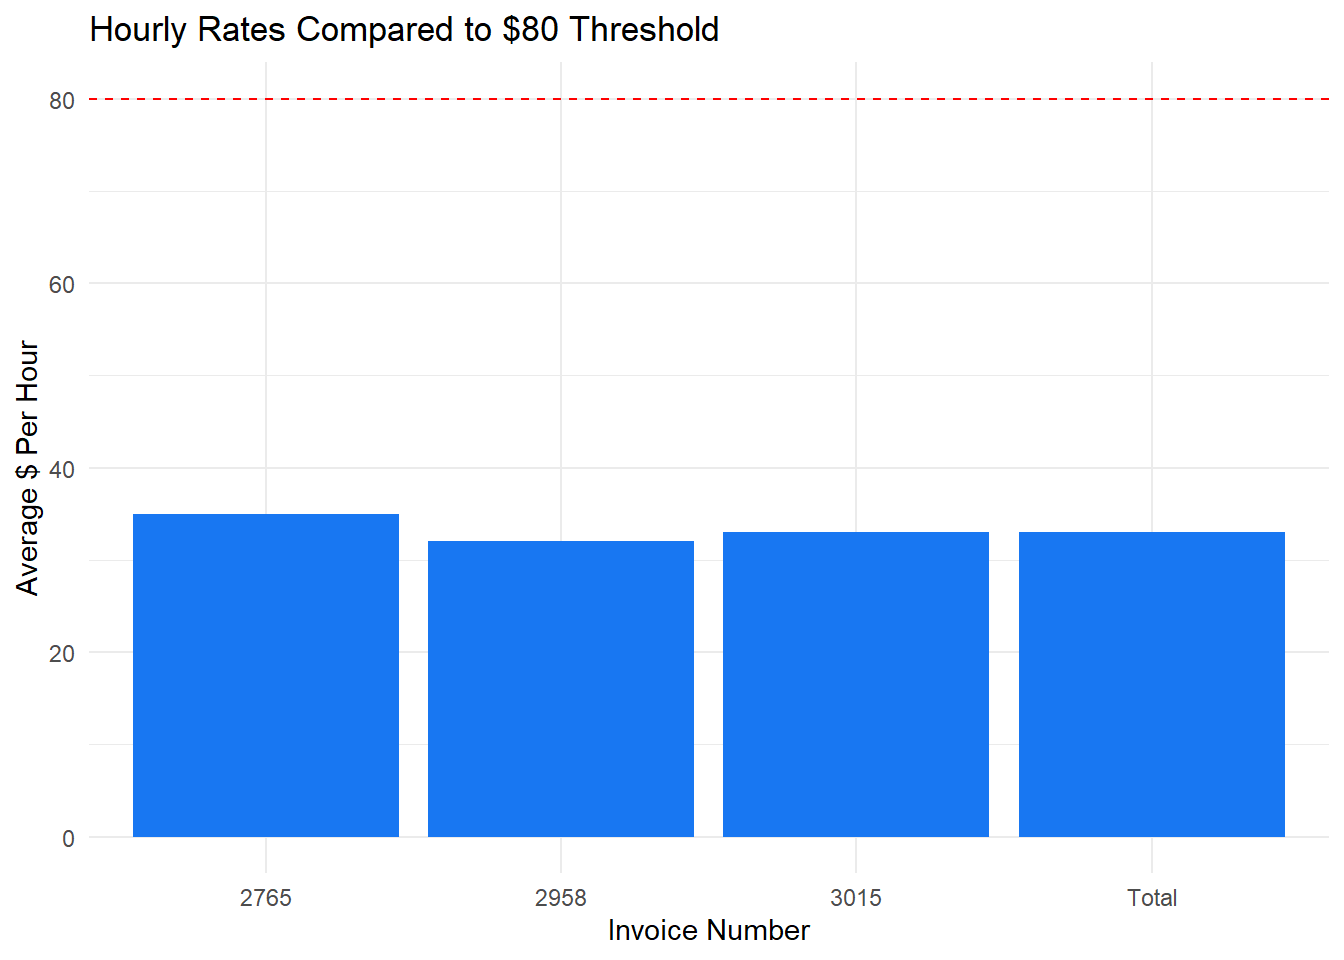 Hourly Rates Compared to $80 Threshold
80
60
40
20
0
Average $ Per Hour
2765 2958 3015 Total
Invoice Number